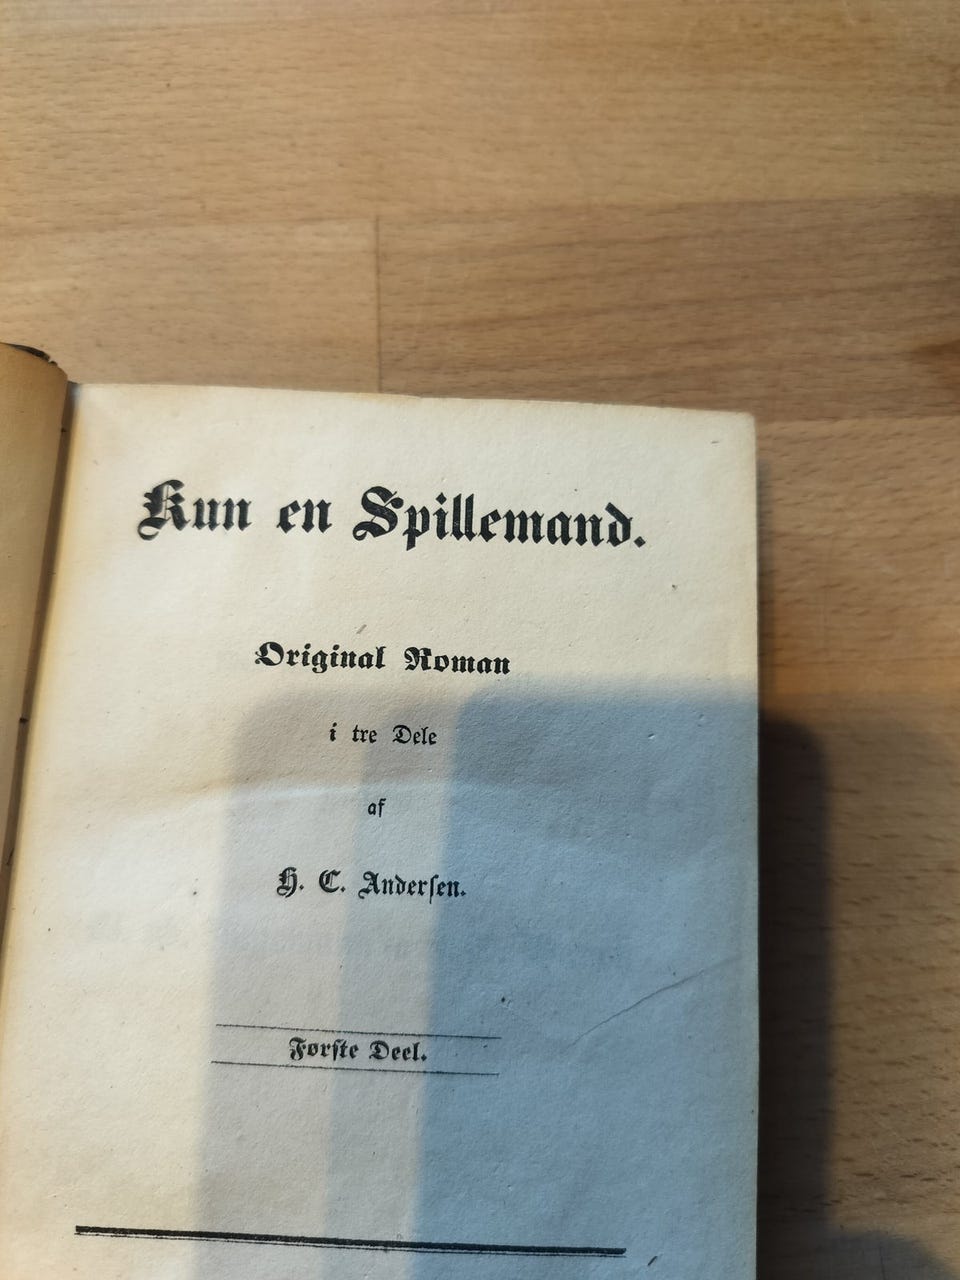 Kun en Spillemand.
Original Roman
i tre Dele
af
H. C. Anderſen.
Førſte Deel.